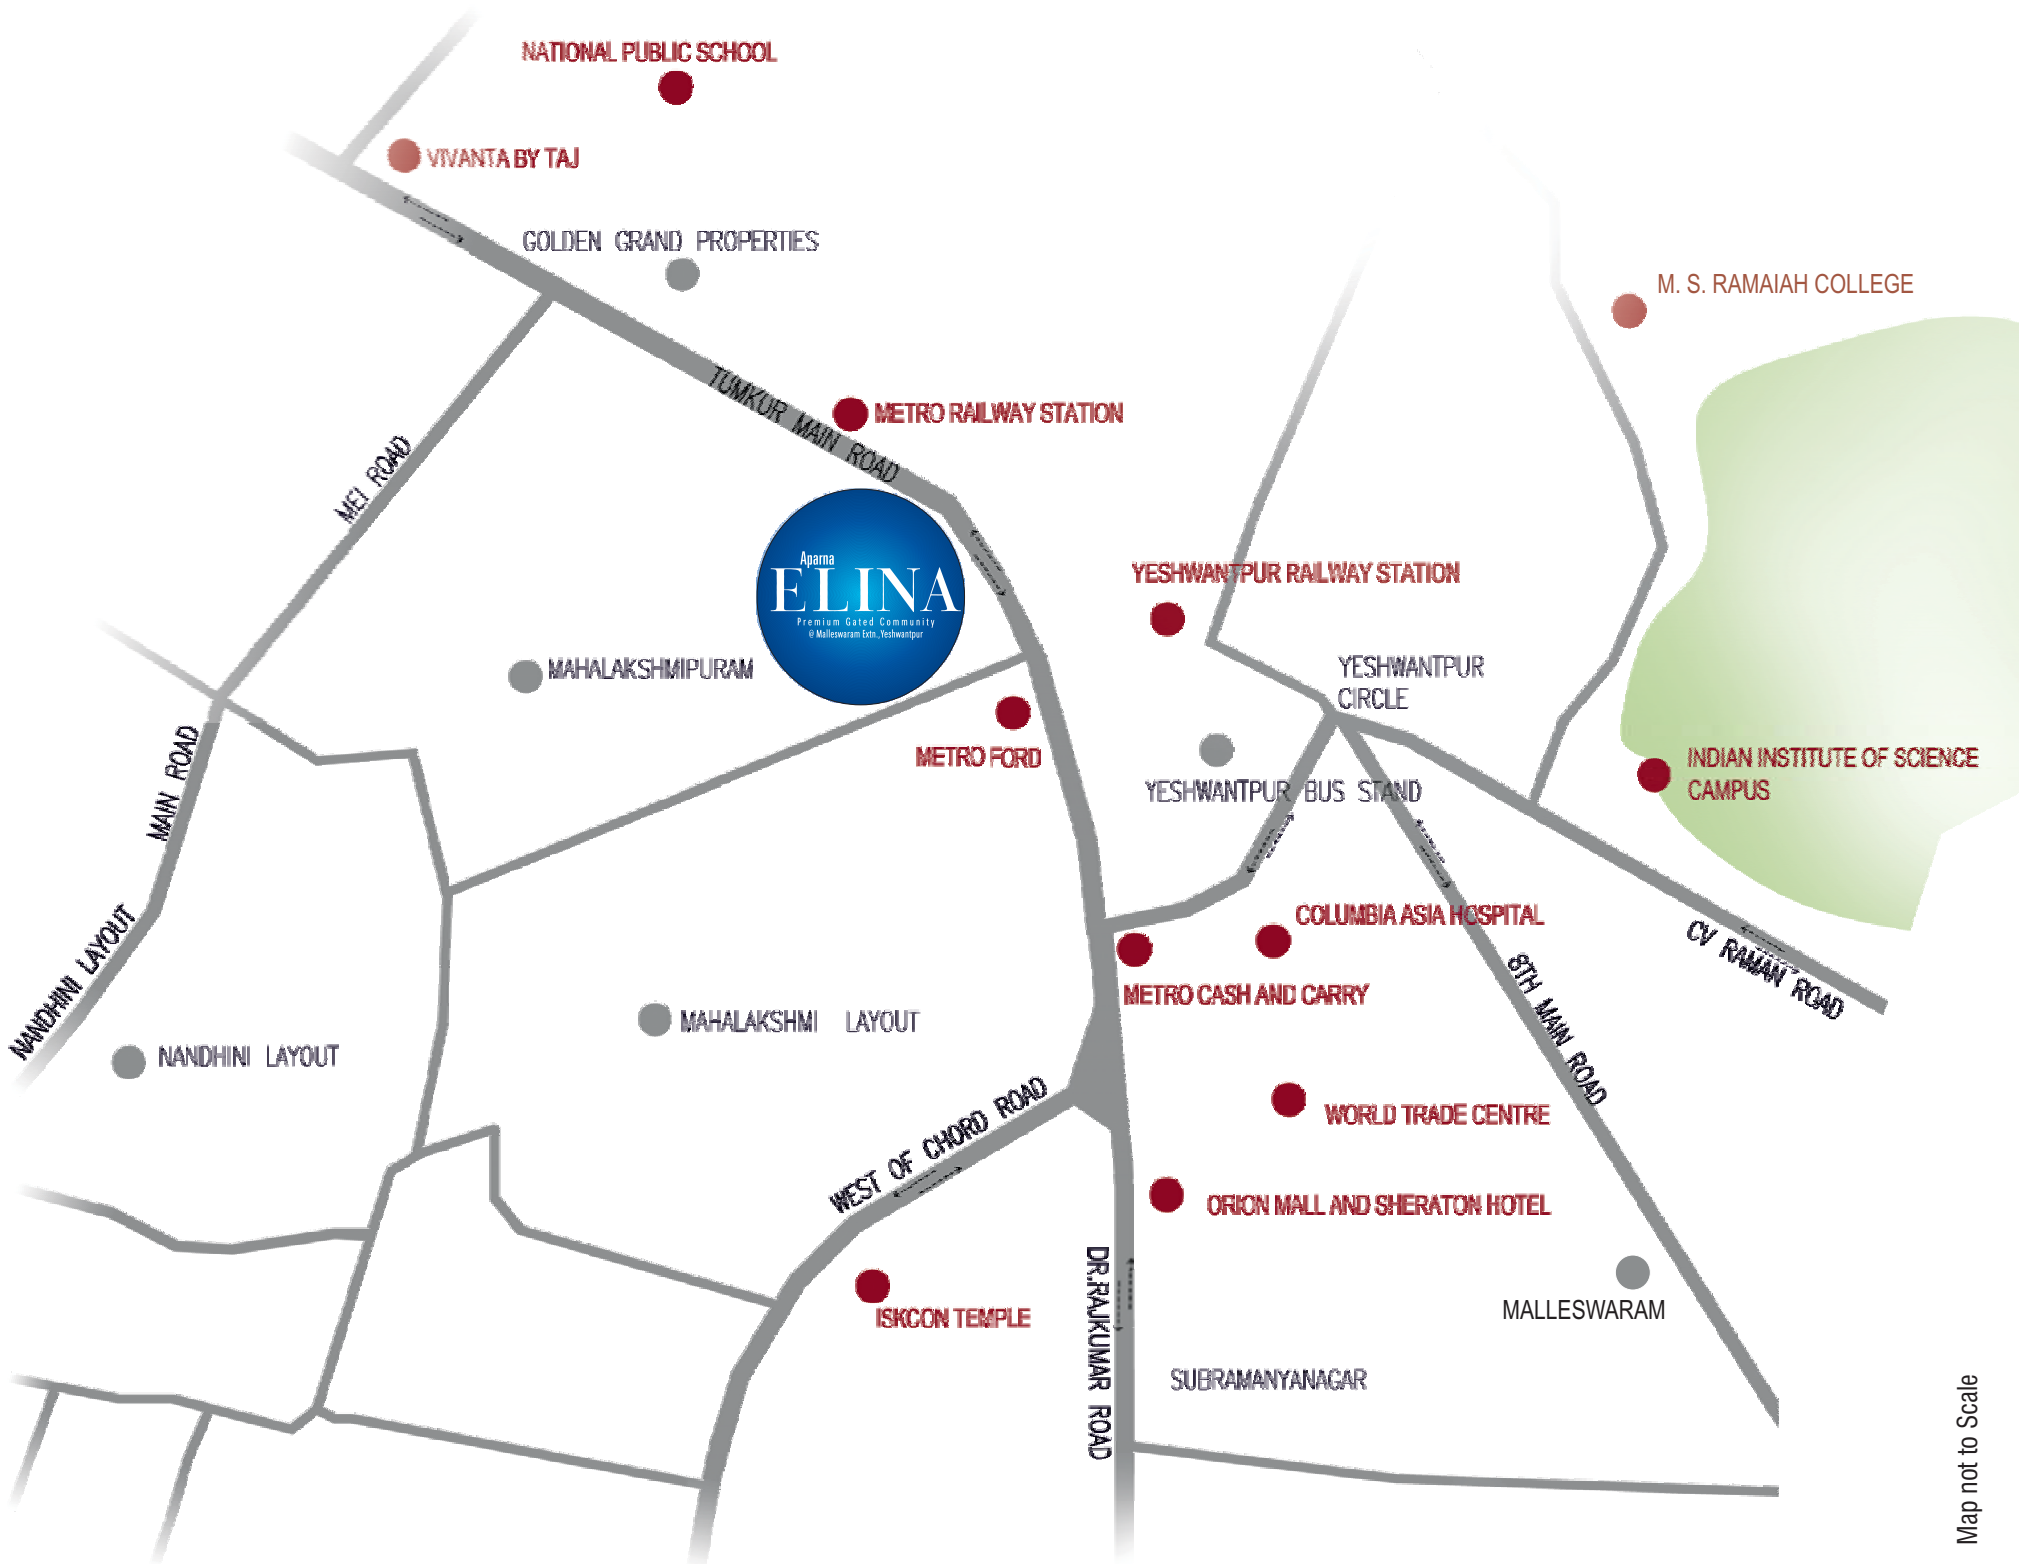 NATIONAL PUBLIC SCHOOL
VIVANTA BY TAJ
GOLDEN GRAND PROPERTIES
M. S. RAMAIAH COLLEGE
TUMKUR MAIN ROAD
METRO RAILWAY STATION
MEI ROAD
Aparna
ELINA
Premium Gated Community
@ Malleswaram Extn., Yeshwantpur
YESHWANTPUR RAILWAY STATION
MAHALAKSHMIPURAM
YESHWANTPUR
CIRCLE
METRO FORD
INDIAN INSTITUTE OF SCIENCE
CAMPUS
MAIN ROAD
YESHWANTPUR BUS STAND
NANDHINI LAYOUT
COLUMBIA ASIA HOSPITAL
CV RAMAN ROAD
METRO CASH AND CARRY
8TH MAIN ROAD
MAHALAKSHMI LAYOUT
NANDHINI LAYOUT
WEST OF CHORD ROAD
WORLD TRADE CENTRE
ORION MALL AND SHERATON HOTEL
ISKCON TEMPLE
DR.RAJKUMAR ROAD
MALLESWARAM
SUBRAMANYANAGAR
Map not to Scale